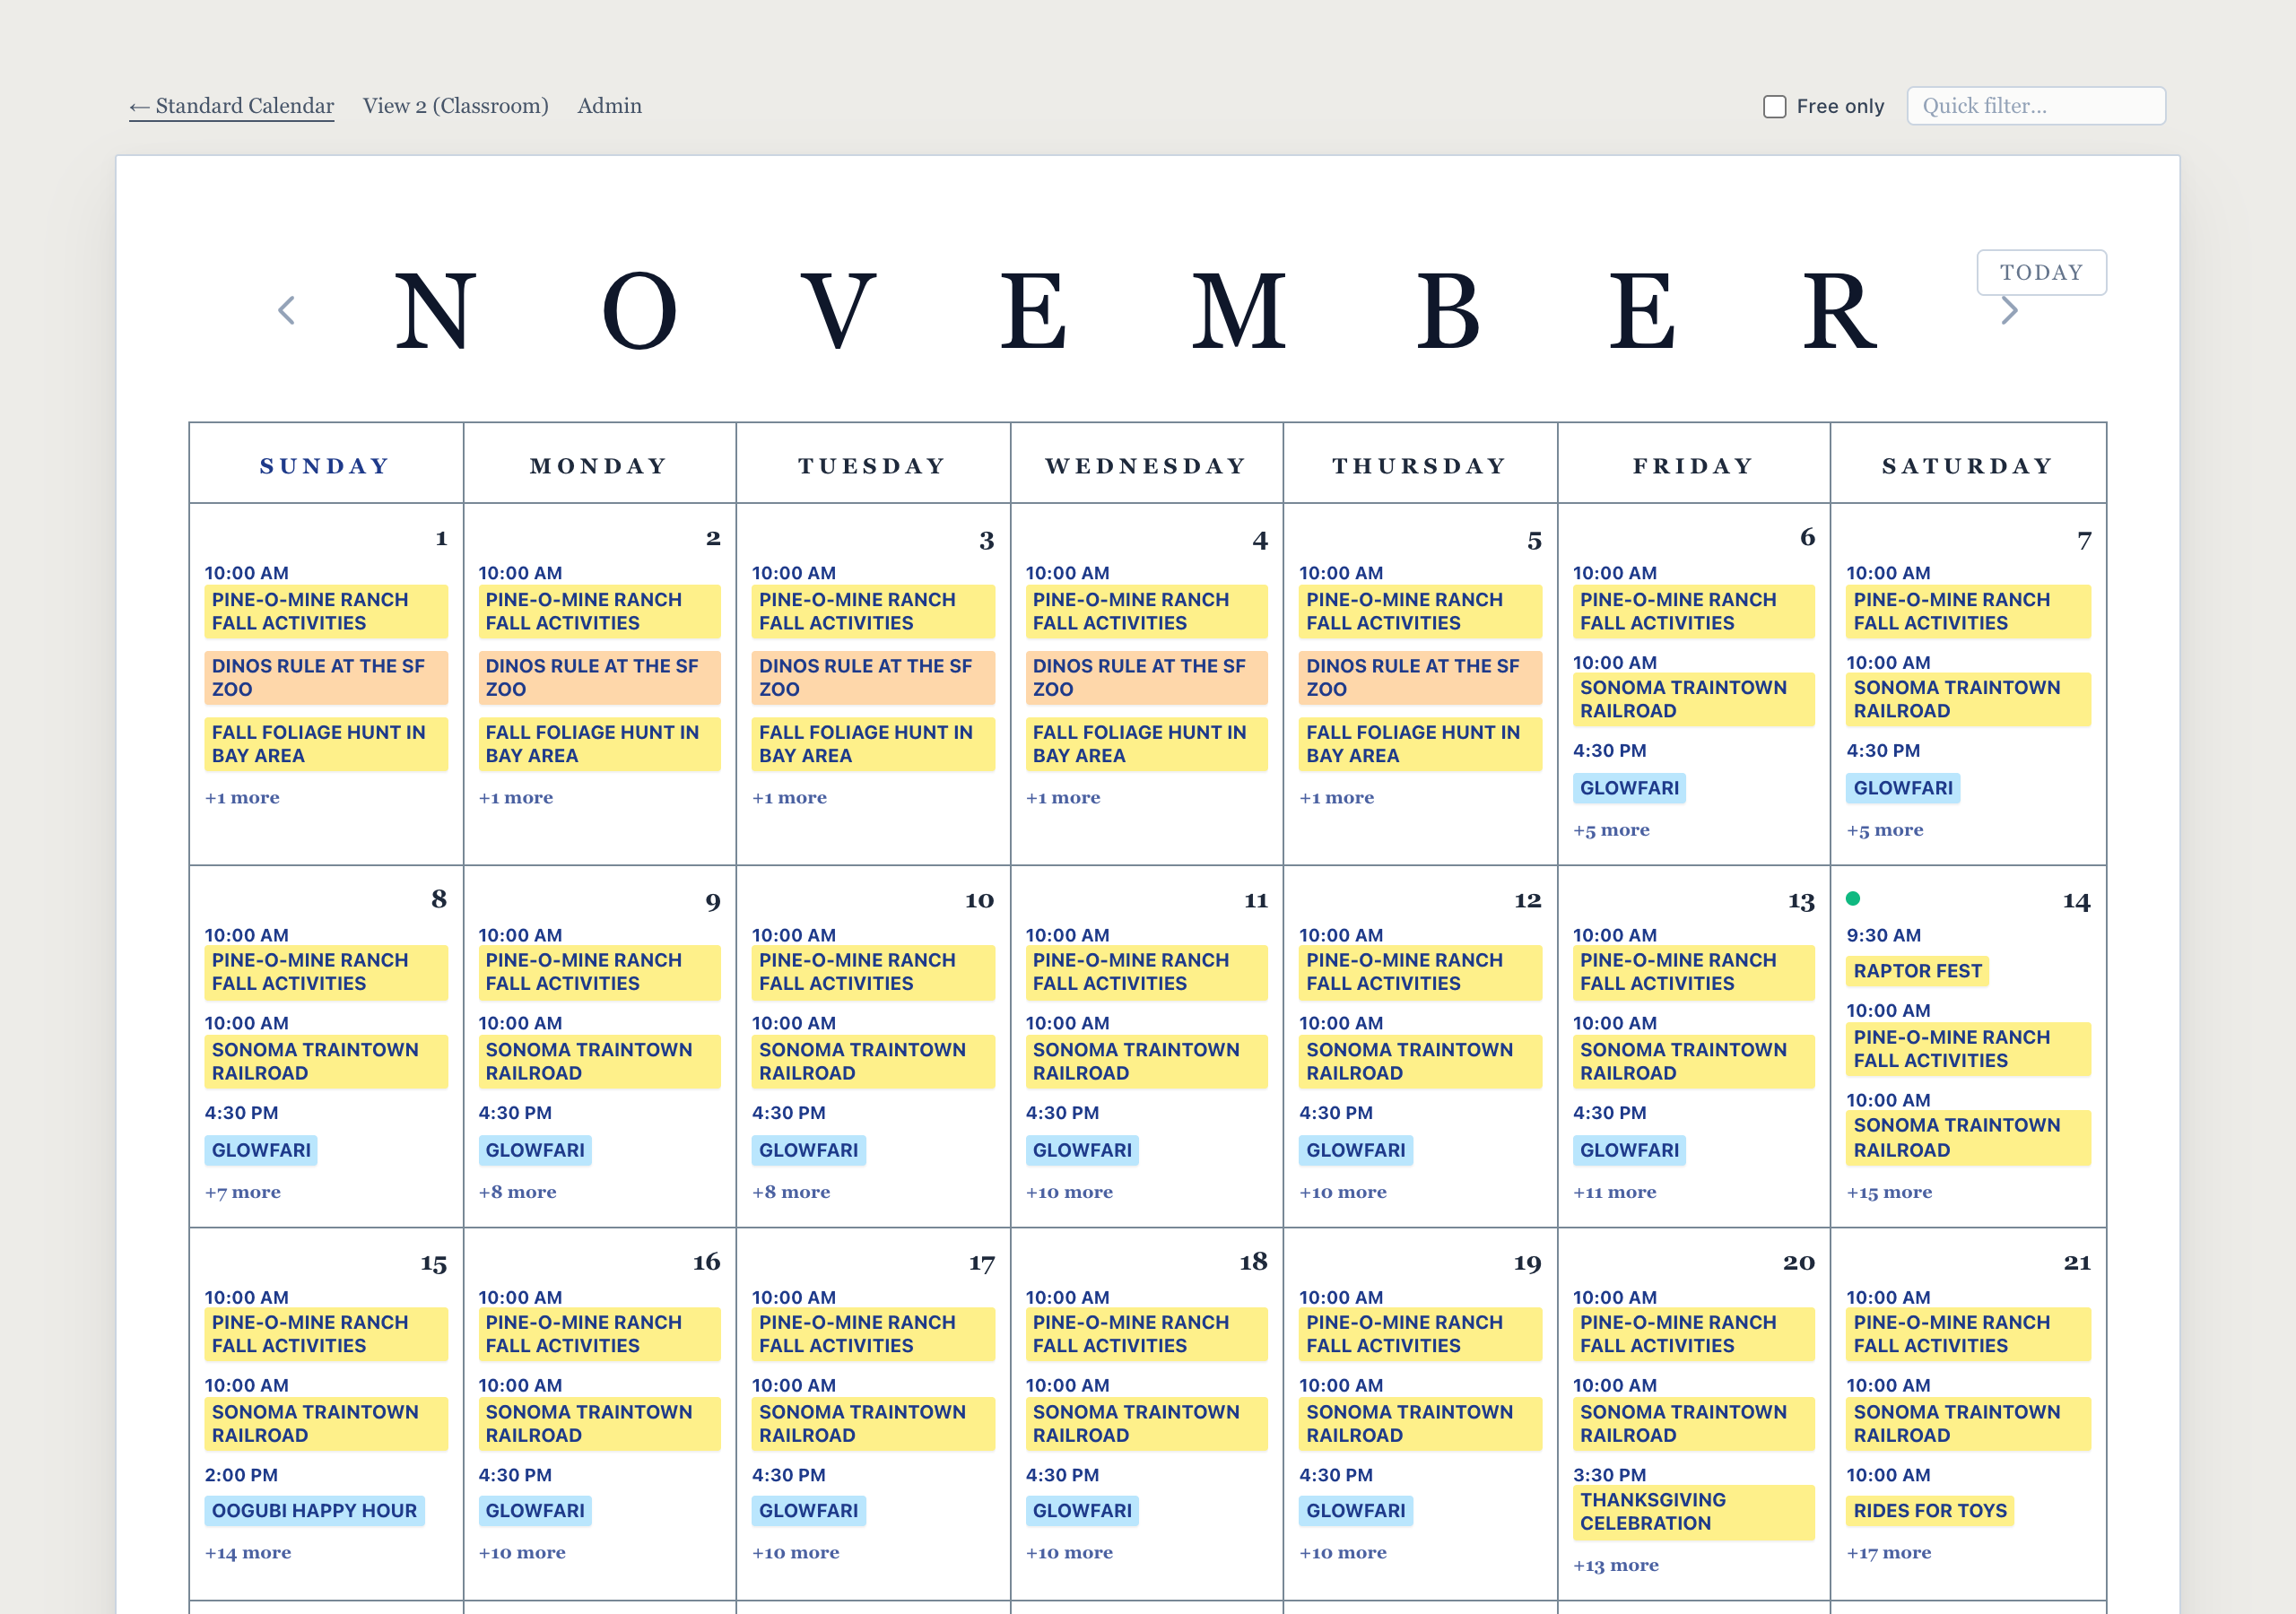 ← Standard Calendar View 2 (Classroom) Admin Free only Quick filter...
TODAY
NOVEMBER
SUNDAY MONDAY TUESDAY WEDNESDAY THURSDAY FRIDAY SATURDAY
1
10:00 AM
PINE-O-MINE RANCH
FALL ACTIVITIES
DINOS RULE AT THE SF
ZOO
FALL FOLIAGE HUNT IN
BAY AREA
+1 more
2
10:00 AM
PINE-O-MINE RANCH
FALL ACTIVITIES
DINOS RULE AT THE SF
ZOO
FALL FOLIAGE HUNT IN
BAY AREA
+1 more
3
10:00 AM
PINE-O-MINE RANCH
FALL ACTIVITIES
DINOS RULE AT THE SF
ZOO
FALL FOLIAGE HUNT IN
BAY AREA
+1 more
4
10:00 AM
PINE-O-MINE RANCH
FALL ACTIVITIES
DINOS RULE AT THE SF
ZOO
FALL FOLIAGE HUNT IN
BAY AREA
+1 more
5
10:00 AM
PINE-O-MINE RANCH
FALL ACTIVITIES
DINOS RULE AT THE SF
ZOO
FALL FOLIAGE HUNT IN
BAY AREA
+1 more
6
10:00 AM
PINE-O-MINE RANCH
FALL ACTIVITIES
10:00 AM
SONOMA TRAINTOWN
RAILROAD
4:30 PM
GLOWFARI
+5 more
7
10:00 AM
PINE-O-MINE RANCH
FALL ACTIVITIES
10:00 AM
SONOMA TRAINTOWN
RAILROAD
4:30 PM
GLOWFARI
+5 more
8
10:00 AM
PINE-O-MINE RANCH
FALL ACTIVITIES
10:00 AM
SONOMA TRAINTOWN
RAILROAD
4:30 PM
GLOWFARI
+7 more
9
10:00 AM
PINE-O-MINE RANCH
FALL ACTIVITIES
10:00 AM
SONOMA TRAINTOWN
RAILROAD
4:30 PM
GLOWFARI
+8 more
10
10:00 AM
PINE-O-MINE RANCH
FALL ACTIVITIES
10:00 AM
SONOMA TRAINTOWN
RAILROAD
4:30 PM
GLOWFARI
+8 more
11
10:00 AM
PINE-O-MINE RANCH
FALL ACTIVITIES
10:00 AM
SONOMA TRAINTOWN
RAILROAD
4:30 PM
GLOWFARI
+10 more
12
10:00 AM
PINE-O-MINE RANCH
FALL ACTIVITIES
10:00 AM
SONOMA TRAINTOWN
RAILROAD
4:30 PM
GLOWFARI
+10 more
13
10:00 AM
PINE-O-MINE RANCH
FALL ACTIVITIES
10:00 AM
SONOMA TRAINTOWN
RAILROAD
4:30 PM
GLOWFARI
+11 more
14
9:30 AM
RAPTOR FEST
10:00 AM
PINE-O-MINE RANCH
FALL ACTIVITIES
10:00 AM
SONOMA TRAINTOWN
RAILROAD
+15 more
15
10:00 AM
PINE-O-MINE RANCH
FALL ACTIVITIES
10:00 AM
SONOMA TRAINTOWN
RAILROAD
2:00 PM
OOGUBI HAPPY HOUR
+14 more
16
10:00 AM
PINE-O-MINE RANCH
FALL ACTIVITIES
10:00 AM
SONOMA TRAINTOWN
RAILROAD
4:30 PM
GLOWFARI
+10 more
17
10:00 AM
PINE-O-MINE RANCH
FALL ACTIVITIES
10:00 AM
SONOMA TRAINTOWN
RAILROAD
4:30 PM
GLOWFARI
+10 more
18
10:00 AM
PINE-O-MINE RANCH
FALL ACTIVITIES
10:00 AM
SONOMA TRAINTOWN
RAILROAD
4:30 PM
GLOWFARI
+10 more
19
10:00 AM
PINE-O-MINE RANCH
FALL ACTIVITIES
10:00 AM
SONOMA TRAINTOWN
RAILROAD
4:30 PM
GLOWFARI
+10 more
20
10:00 AM
PINE-O-MINE RANCH
FALL ACTIVITIES
10:00 AM
SONOMA TRAINTOWN
RAILROAD
3:30 PM
THANKSGIVING
CELEBRATION
+13 more
21
10:00 AM
PINE-O-MINE RANCH
FALL ACTIVITIES
10:00 AM
SONOMA TRAINTOWN
RAILROAD
10:00 AM
RIDES FOR TOYS
+17 more